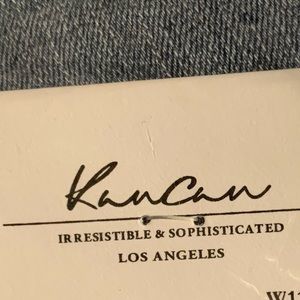 KanCan
IRRESISTIBLE & SOPHISTICATED
LOS ANGELES